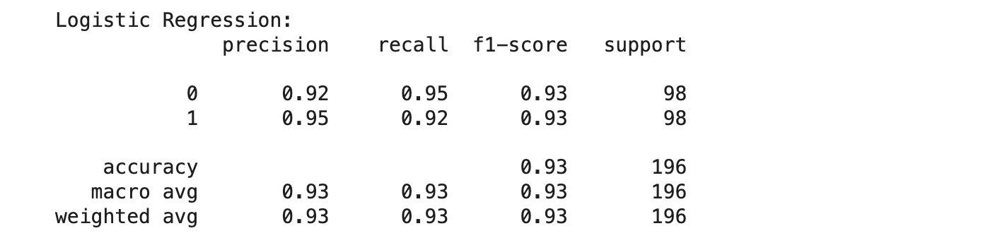 Logistic Regression:
precision recall f1-score support
0 0.92 0.95 0.93 98
1 0.95 0.92 0.93 98
accuracy 0.93 196
macro avg 0.93 0.93 0.93 196
weighted avg 0.93 0.93 0.93 196